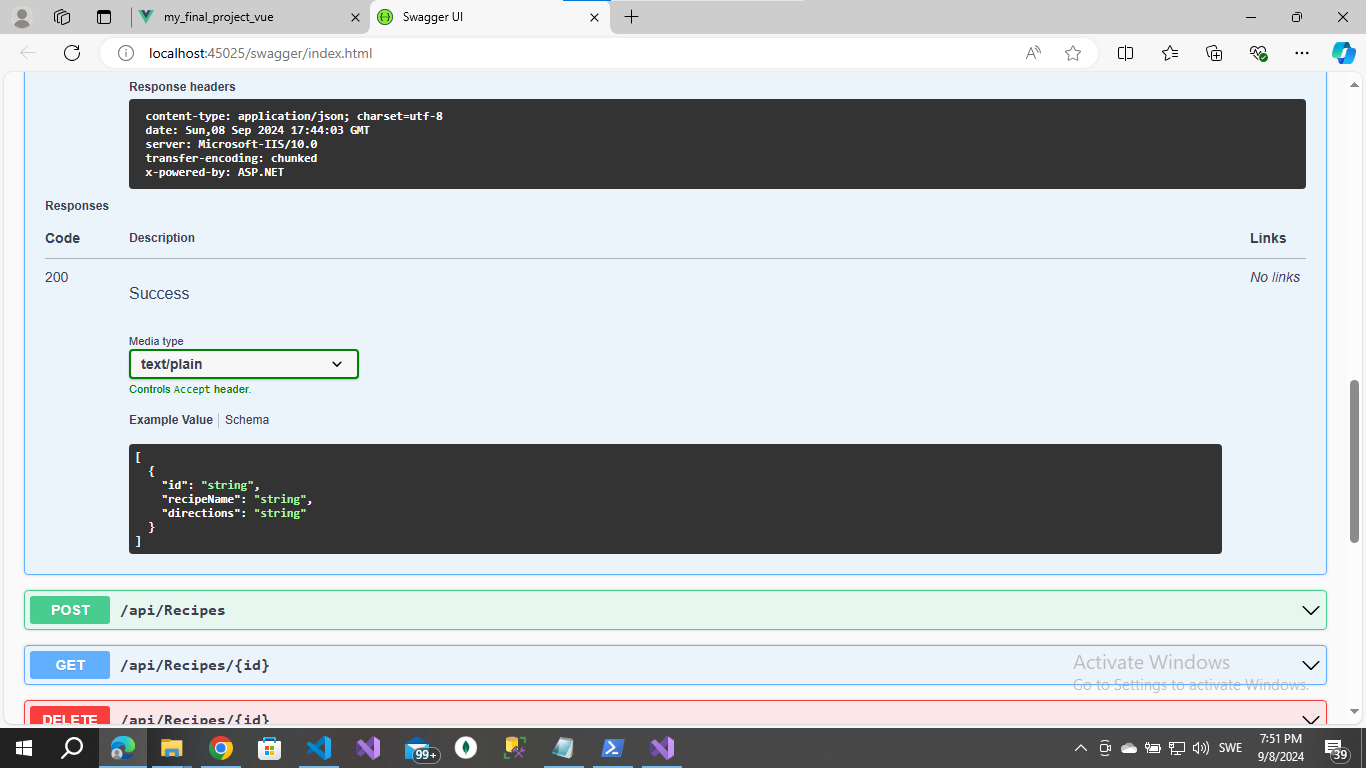 my_final_project_vue
Swagger UI
localhost:45025/swagger/index.html
Response headers
content-type: application/json; charset=utf-8
date: Sun,08 Sep 2024 17:44:03 GMT
server: Microsoft-IIS/10.0
transfer-encoding: chunked
x-powered-by: ASP.NET
Responses
Code Description Links
200 No links
Success
Media type
text/plain
Controls Accept header.
Example Value Schema
[
{
"id": "string",
"recipeName": "string",
"directions": "string"
}
]
POST /api/Recipes
GET /api/Recipes/{id}
Activate Windows
Go to Settings to activate Windows.
DELETE /api/Recipes/{id}
99+
SWE
7:51 PM
9/8/2024
39